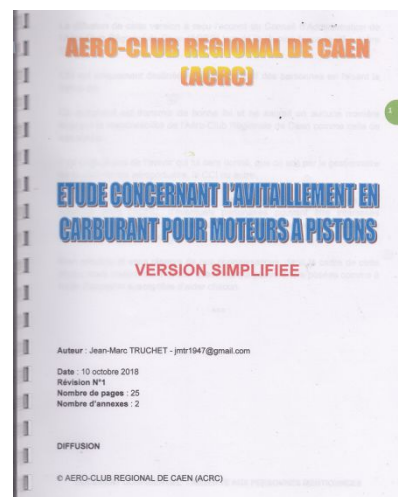 AERO-CLUB REGIONAL DE CAEN
(ACRC)
1
ETUDE CONCERNANT L'AVITAILLEMENT EN
CARBURANT POUR MOTEURS A PISTONS
VERSION SIMPLIFIEE
Auteur : Jean-Marc TRUCHET - jmtr1947@gmail.com
Date : 10 octobre 2018
Révision N°1
Nombre de pages : 25
Nombre d'annexes : 2
DIFFUSION
© AERO-CLUB REGIONAL DE CAEN (ACRC)